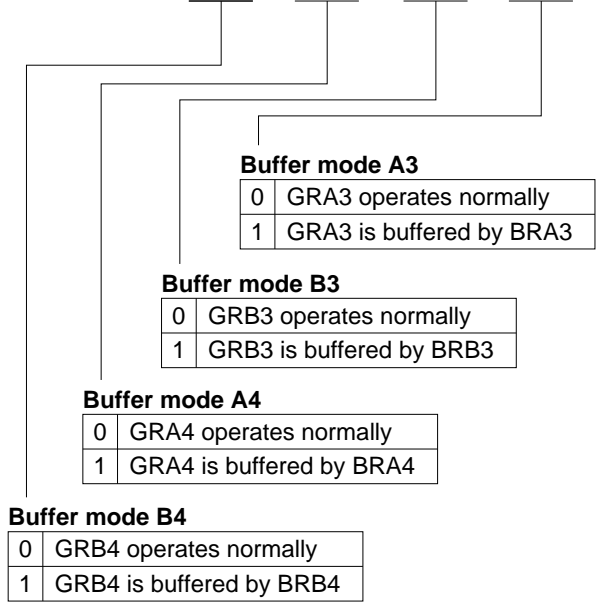 Buffer mode A3
0 GRA3 operates normally
1 GRA3 is buffered by BRA3
Buffer mode B3
0 GRB3 operates normally
1 GRB3 is buffered by BRB3
Buffer mode A4
0 GRA4 operates normally
1 GRA4 is buffered by BRA4
Buffer mode B4
0 GRB4 operates normally
1 GRB4 is buffered by BRB4